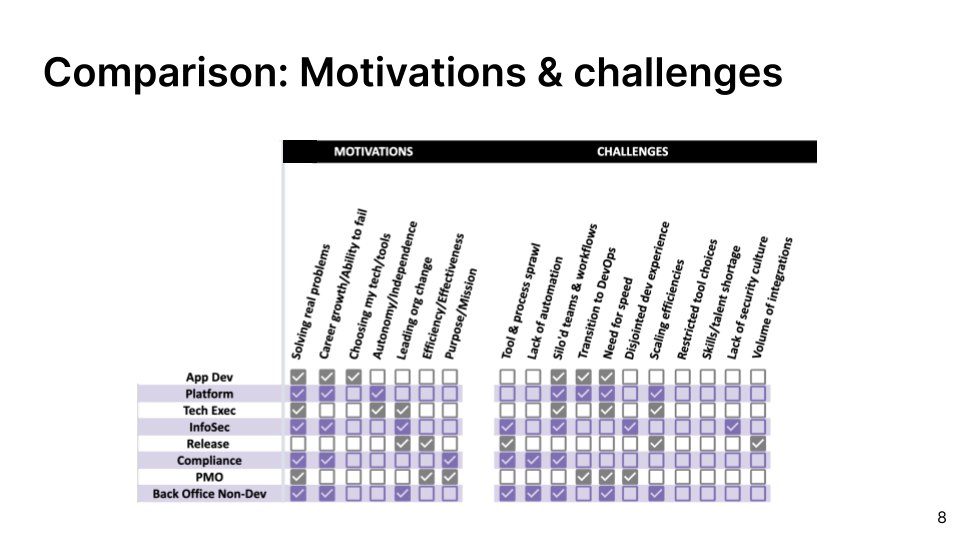 Comparison: Motivations & challenges
MOTIVATIONS
CHALLENGES
Solving real problems
Career growth/Ability to fail
Choosing my tech/tools
Autonomy/Independence
Leading org change
Efficiency/Effectiveness
Purpose/Mission
Tool & process sprawl
Lack of automation
Silo'd teams & workflows
Transition to DevOps
Need for speed
Disjointed dev experience
Scaling efficiencies
Restricted tool choices
Skills/talent shortage
Lack of security culture
Volume of integrations
App Dev
Platform
Tech Exec
InfoSec
Release
Compliance
PMO
Back Office Non-Dev
8